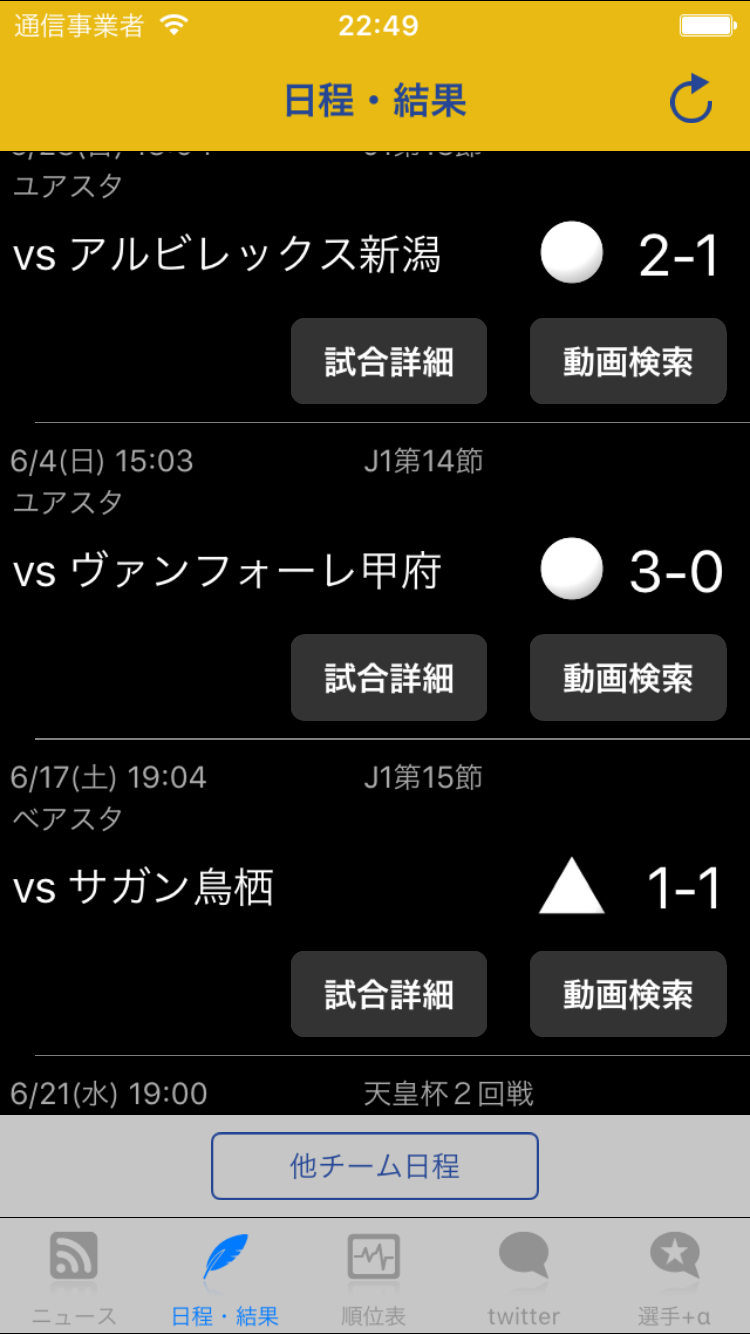 通信事業者 22:49
日程・結果
ユアスタ
vs アルビレックス新潟 2-1
試合詳細 動画検索
6/4(日) 15:03 J1第14節
ユアスタ
vs ヴァンフォーレ甲府 3-0
試合詳細 動画検索
6/17(土) 19:04 J1第15節
ベアスタ
vs サガン鳥栖 1-1
試合詳細 動画検索
6/21(水) 19:00 天皇杯２回戦
他チーム日程
ニュース 日程・結果 順位表 twitter 選手+α